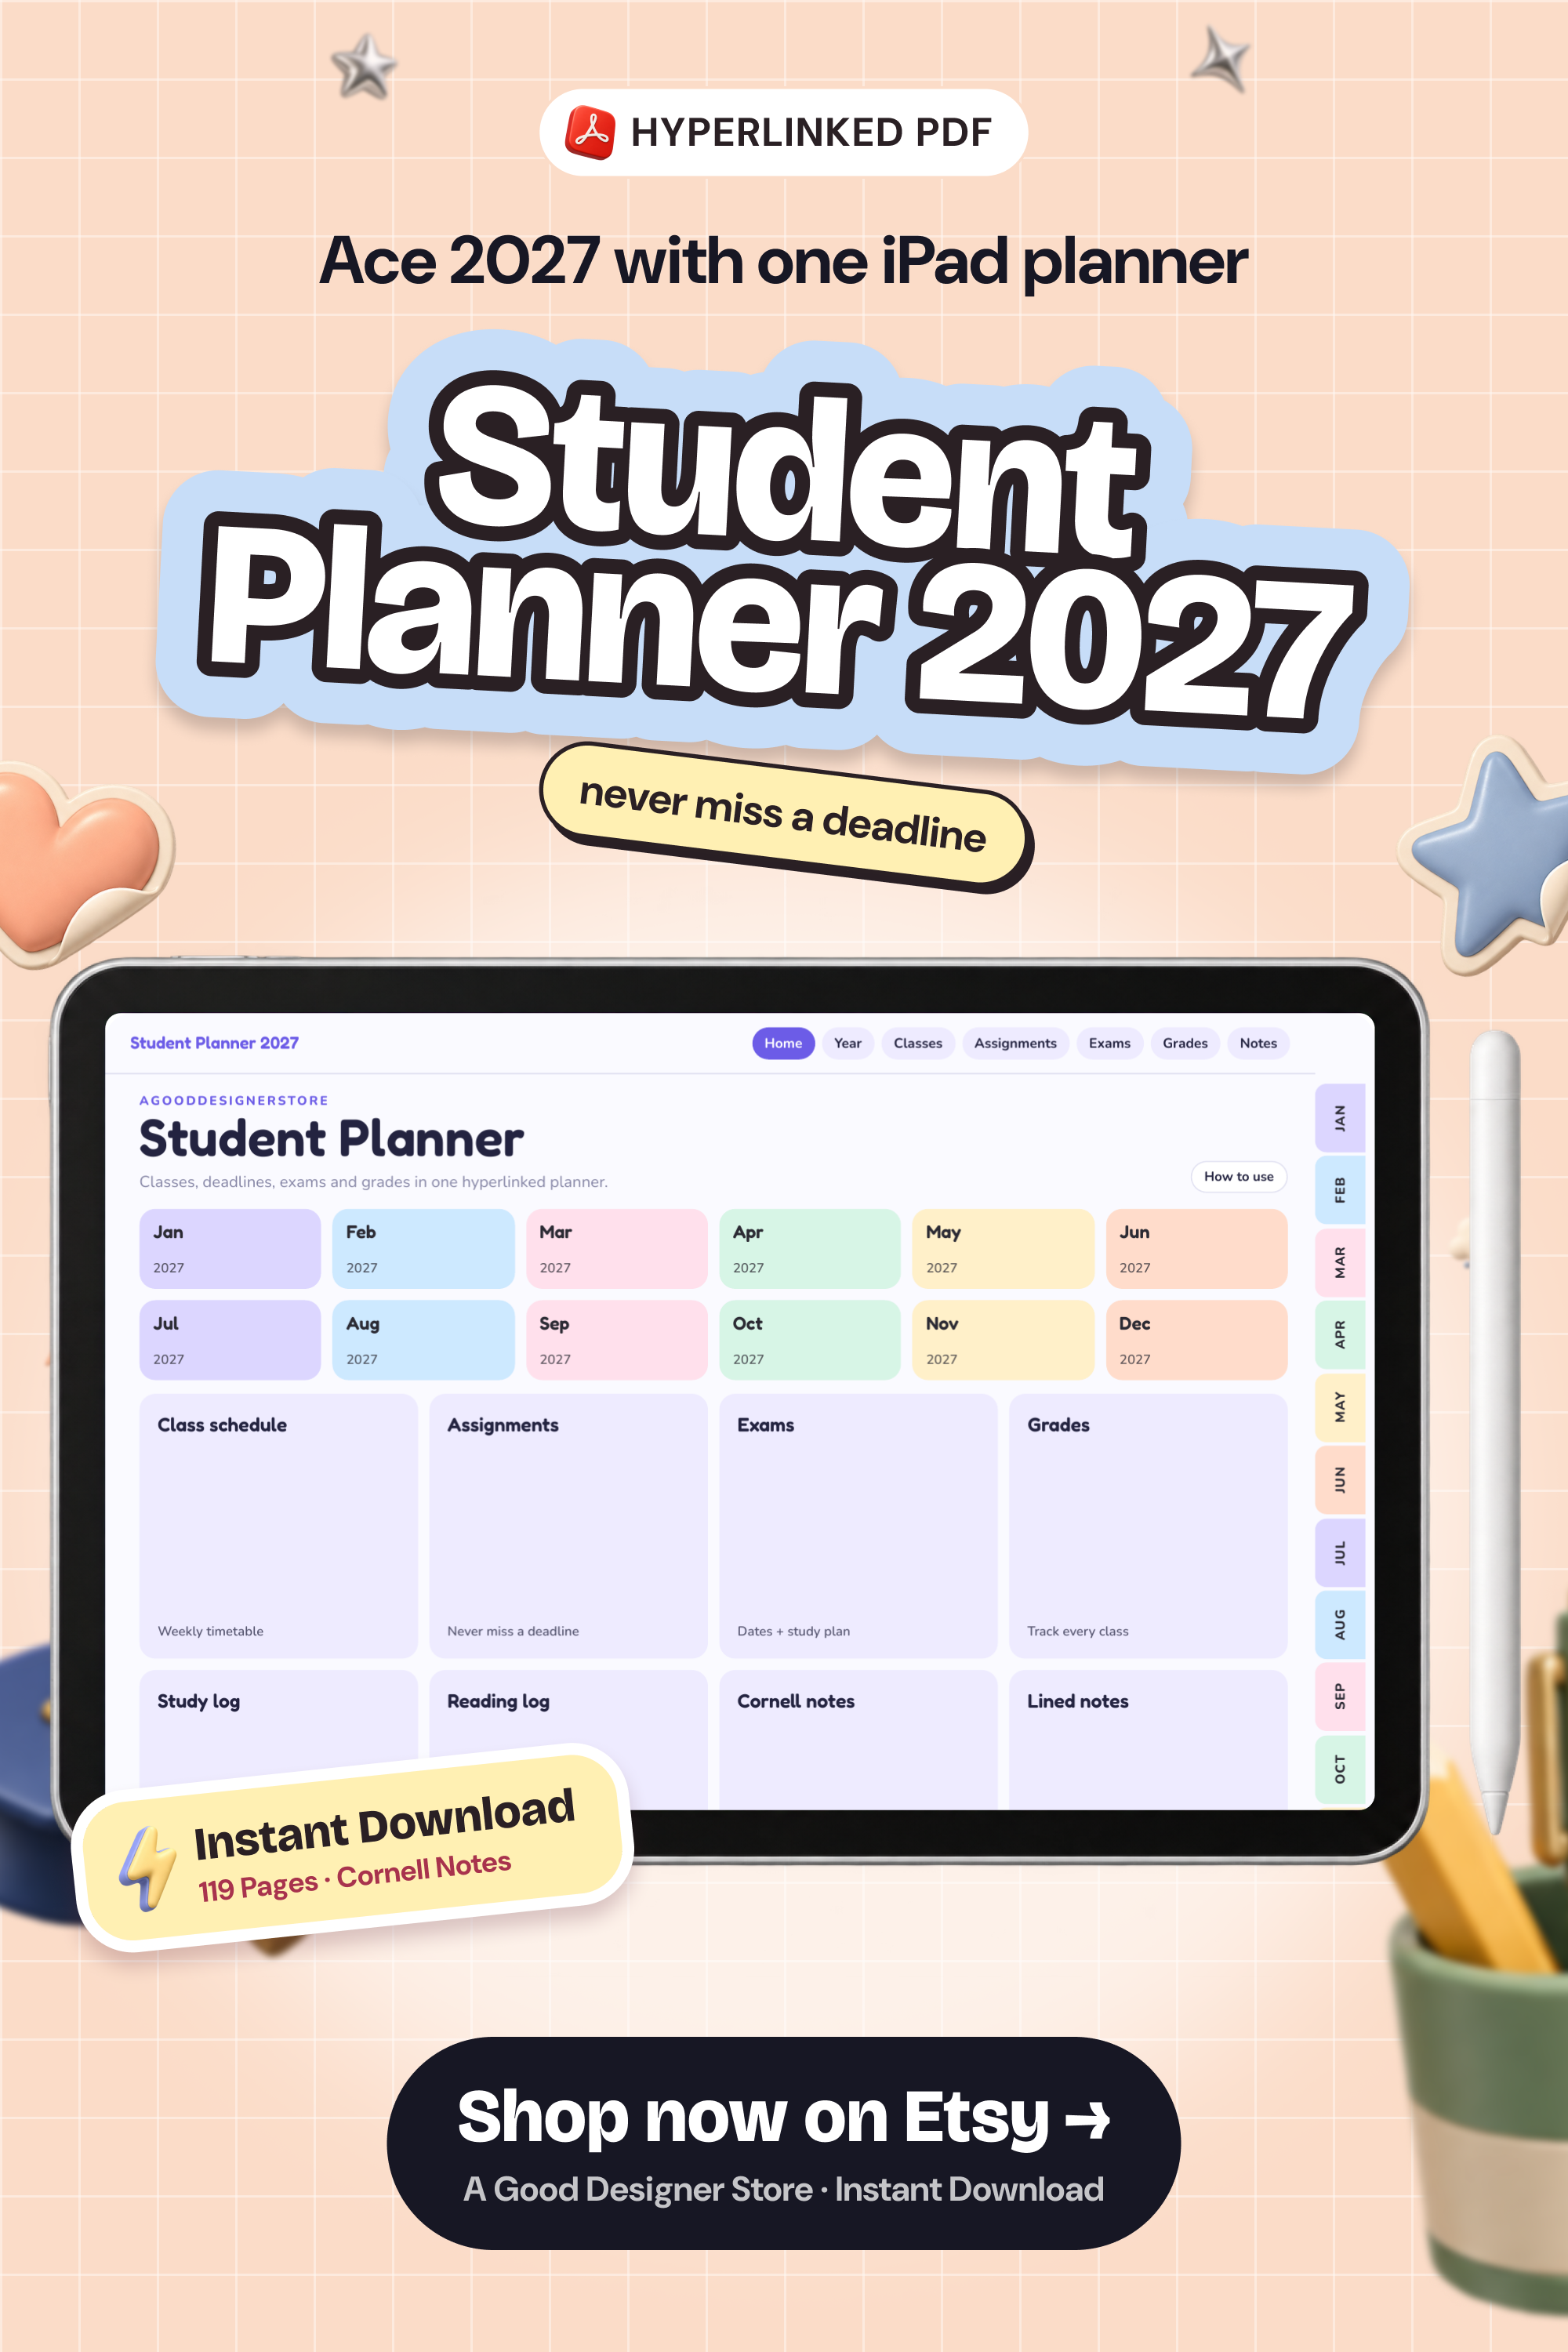 HYPERLINKED PDF
Ace 2027 with one iPad planner
Student
Planner 2027
never miss a deadline
Student Planner 2027
Home Year Classes Assignments Exams Grades Notes
AGOODDESIGNERSTORE
Student Planner
Classes, deadlines, exams and grades in one hyperlinked planner.
How to use
Jan Feb Mar Apr May Jun
2027 2027 2027 2027 2027 2027
Jul Aug Sep Oct Nov Dec
2027 2027 2027 2027 2027 2027
Class schedule Assignments Exams Grades
Weekly timetable Never miss a deadline Dates + study plan Track every class
Study log Reading log Cornell notes Lined notes
JAN
FEB
MAR
APR
MAY
JUN
JUL
AUG
SEP
OCT
Instant Download
119 Pages · Cornell Notes
Shop now on Etsy →
A Good Designer Store · Instant Download